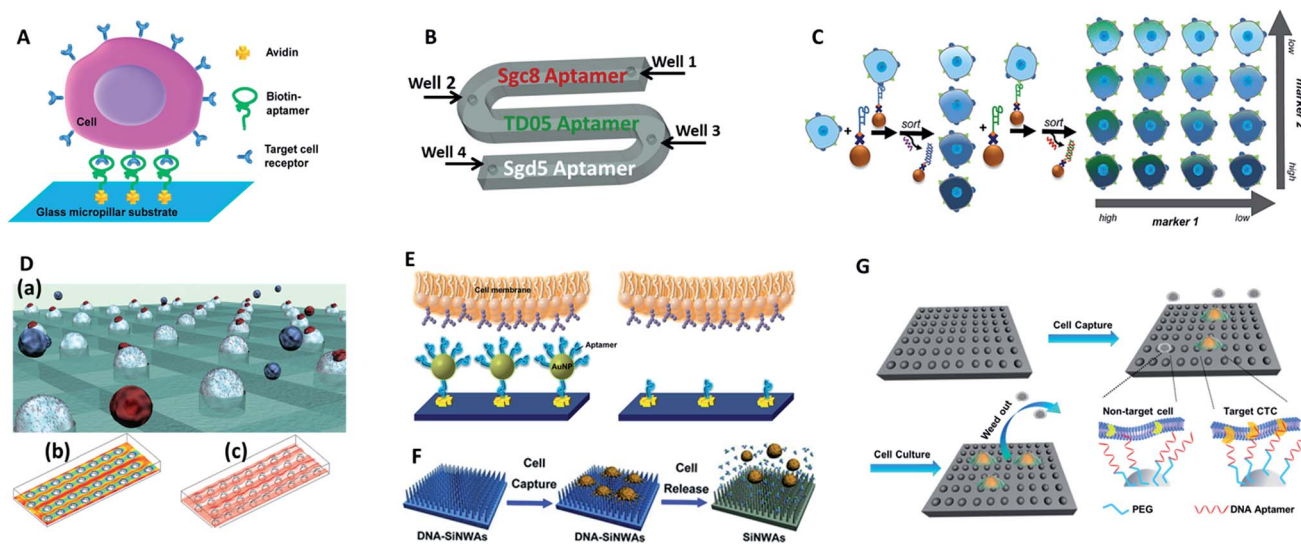 A
Avidin
Biotin-
aptamer
Target cell
receptor
Cell
Glass micropillar substrate
B
Sgc8 Aptamer
Well 1
Well 2
TD05 Aptamer
Well 3
Well 4
Sgd5 Aptamer
C
+
sort
+
sort
low
marker 2
high
high
marker 1
low
D
(a)
(b)
(c)
E
Cell membrane
Aptamer
AuNP
F
Cell
Capture
Cell
Release
DNA-SiNWAs
DNA-SiNWAs
SiNWAs
G
Cell Capture
Weed out
Cell Culture
Non-target cell
Target CTC
PEG
DNA Aptamer